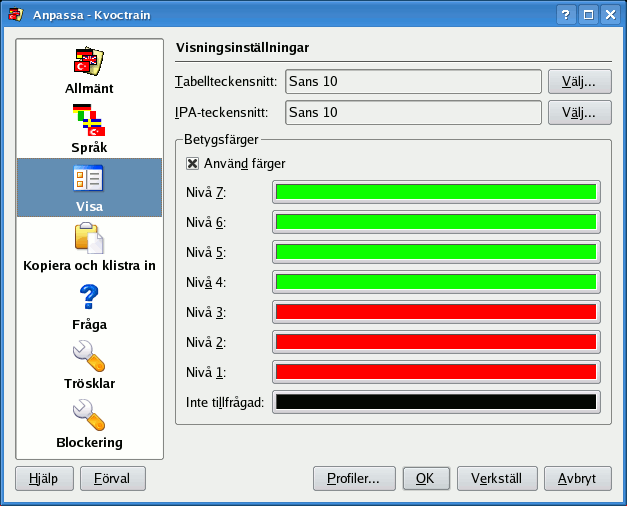 Anpassa - Kvoctrain
Allmänt
Språk
Visa
Kopiera och klistra in
Fråga
Trösklar
Blockering
Visningsinställningar
Tabellteckensnitt: Sans 10 Välj...
IPA-teckensnitt: Sans 10 Välj...
Betygsfärger
Använd färger
Nivå 7:
Nivå 6:
Nivå 5:
Nivå 4:
Nivå 3:
Nivå 2:
Nivå 1:
Inte tillfrågad:
Hjälp Förval Profiler... OK Verkställ Avbryt